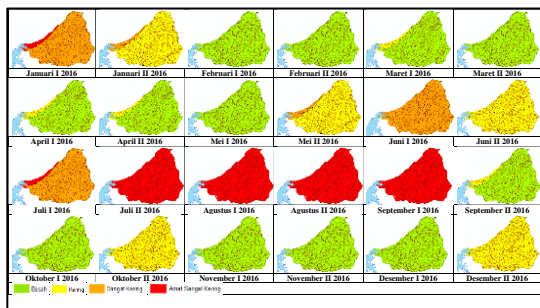 Januari I 2016 Januari II 2016 Februari I 2016 Februari II 2016 Maret I 2016 Maret II 2016
April I 2016 April II 2016 Mei I 2016 Mei II 2016 Juni I 2016 Juni II 2016
Juli I 2016 Juli II 2016 Agustus I 2016 Agustus II 2016 September I 2016 September II 2016
Oktober I 2016 Oktober II 2016 November I 2016 November II 2016 Desember I 2016 Desember II 2016
Basah Kering Sangat Kering Amat Sangat Kering